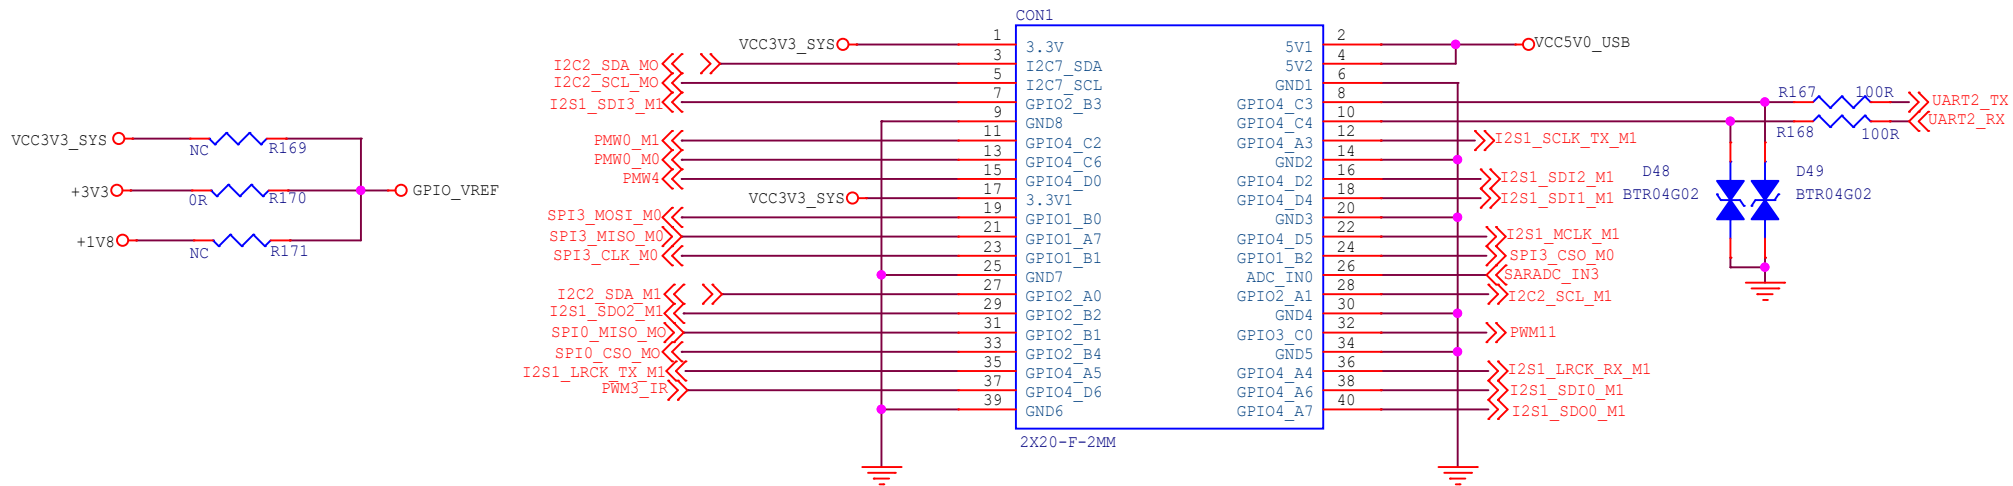 CON1
VCC3V3_SYS 1 3.3V 5V1 2 VCC5V0_USB
I2C2_SDA_MO 3 I2C7_SDA 5V2 4
I2C2_SCL_MO 5 I2C7_SCL GND1 6
I2S1_SDI3_M1 7 GPIO2_B3 GPIO4_C3 8 R167 100R UART2_TX
9 GND8 GPIO4_C4 10 R168 100R UART2_RX
PMW0_M1 11 GPIO4_C2 GPIO4_A3 12 I2S1_SCLK_TX_M1
PMW0_M0 13 GPIO4_C6 GND2 14
PMW4 15 GPIO4_D0 GPIO4_D2 16 I2S1_SDI2_M1
VCC3V3_SYS 17 3.3V1 GPIO4_D4 18 I2S1_SDI1_M1
SPI3_MOSI_M0 19 GPIO1_B0 GND3 20
SPI3_MISO_M0 21 GPIO1_A7 GPIO4_D5 22 I2S1_MCLK_M1
SPI3_CLK_M0 23 GPIO1_B1 GPIO1_B2 24 SPI3_CSO_M0
25 GND7 ADC_IN0 26 SARADC_IN3
I2C2_SDA_M1 27 GPIO2_A0 GPIO2_A1 28 I2C2_SCL_M1
I2S1_SDO2_M1 29 GPIO2_B2 GND4 30
SPI0_MISO_MO 31 GPIO2_B1 GPIO3_C0 32 PWM11
SPI0_CSO_MO 33 GPIO2_B4 GND5 34
I2S1_LRCK_TX_M1 35 GPIO4_A5 GPIO4_A4 36 I2S1_LRCK_RX_M1
PWM3_IR 37 GPIO4_D6 GPIO4_A6 38 I2S1_SDI0_M1
39 GND6 GPIO4_A7 40 I2S1_SDO0_M1
2X20-F-2MM
VCC3V3_SYS NC R169
+3V3 0R R170 GPIO_VREF
+1V8 NC R171
D48 D49
BTR04G02 BTR04G02